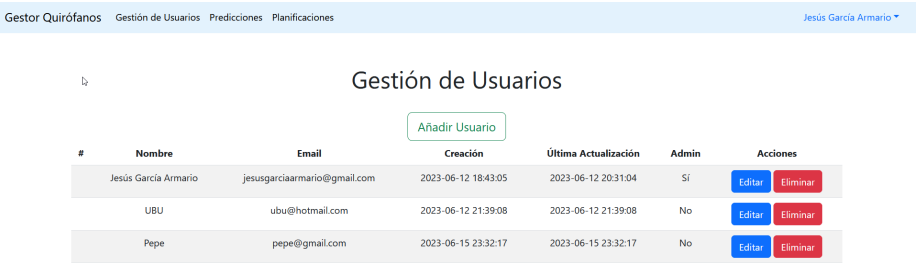 Gestor Quirófanos Gestión de Usuarios Predicciones Planificaciones Jesús García Armario
Gestión de Usuarios
Añadir Usuario
# Nombre Email Creación Última Actualización Admin Acciones
Jesús García Armario jesusgarciaarmario@gmail.com 2023-06-12 18:43:05 2023-06-12 20:31:04 Sí Editar Eliminar
UBU ubu@hotmail.com 2023-06-12 21:39:08 2023-06-12 21:39:08 No Editar Eliminar
Pepe pepe@gmail.com 2023-06-15 23:32:17 2023-06-15 23:32:17 No Editar Eliminar